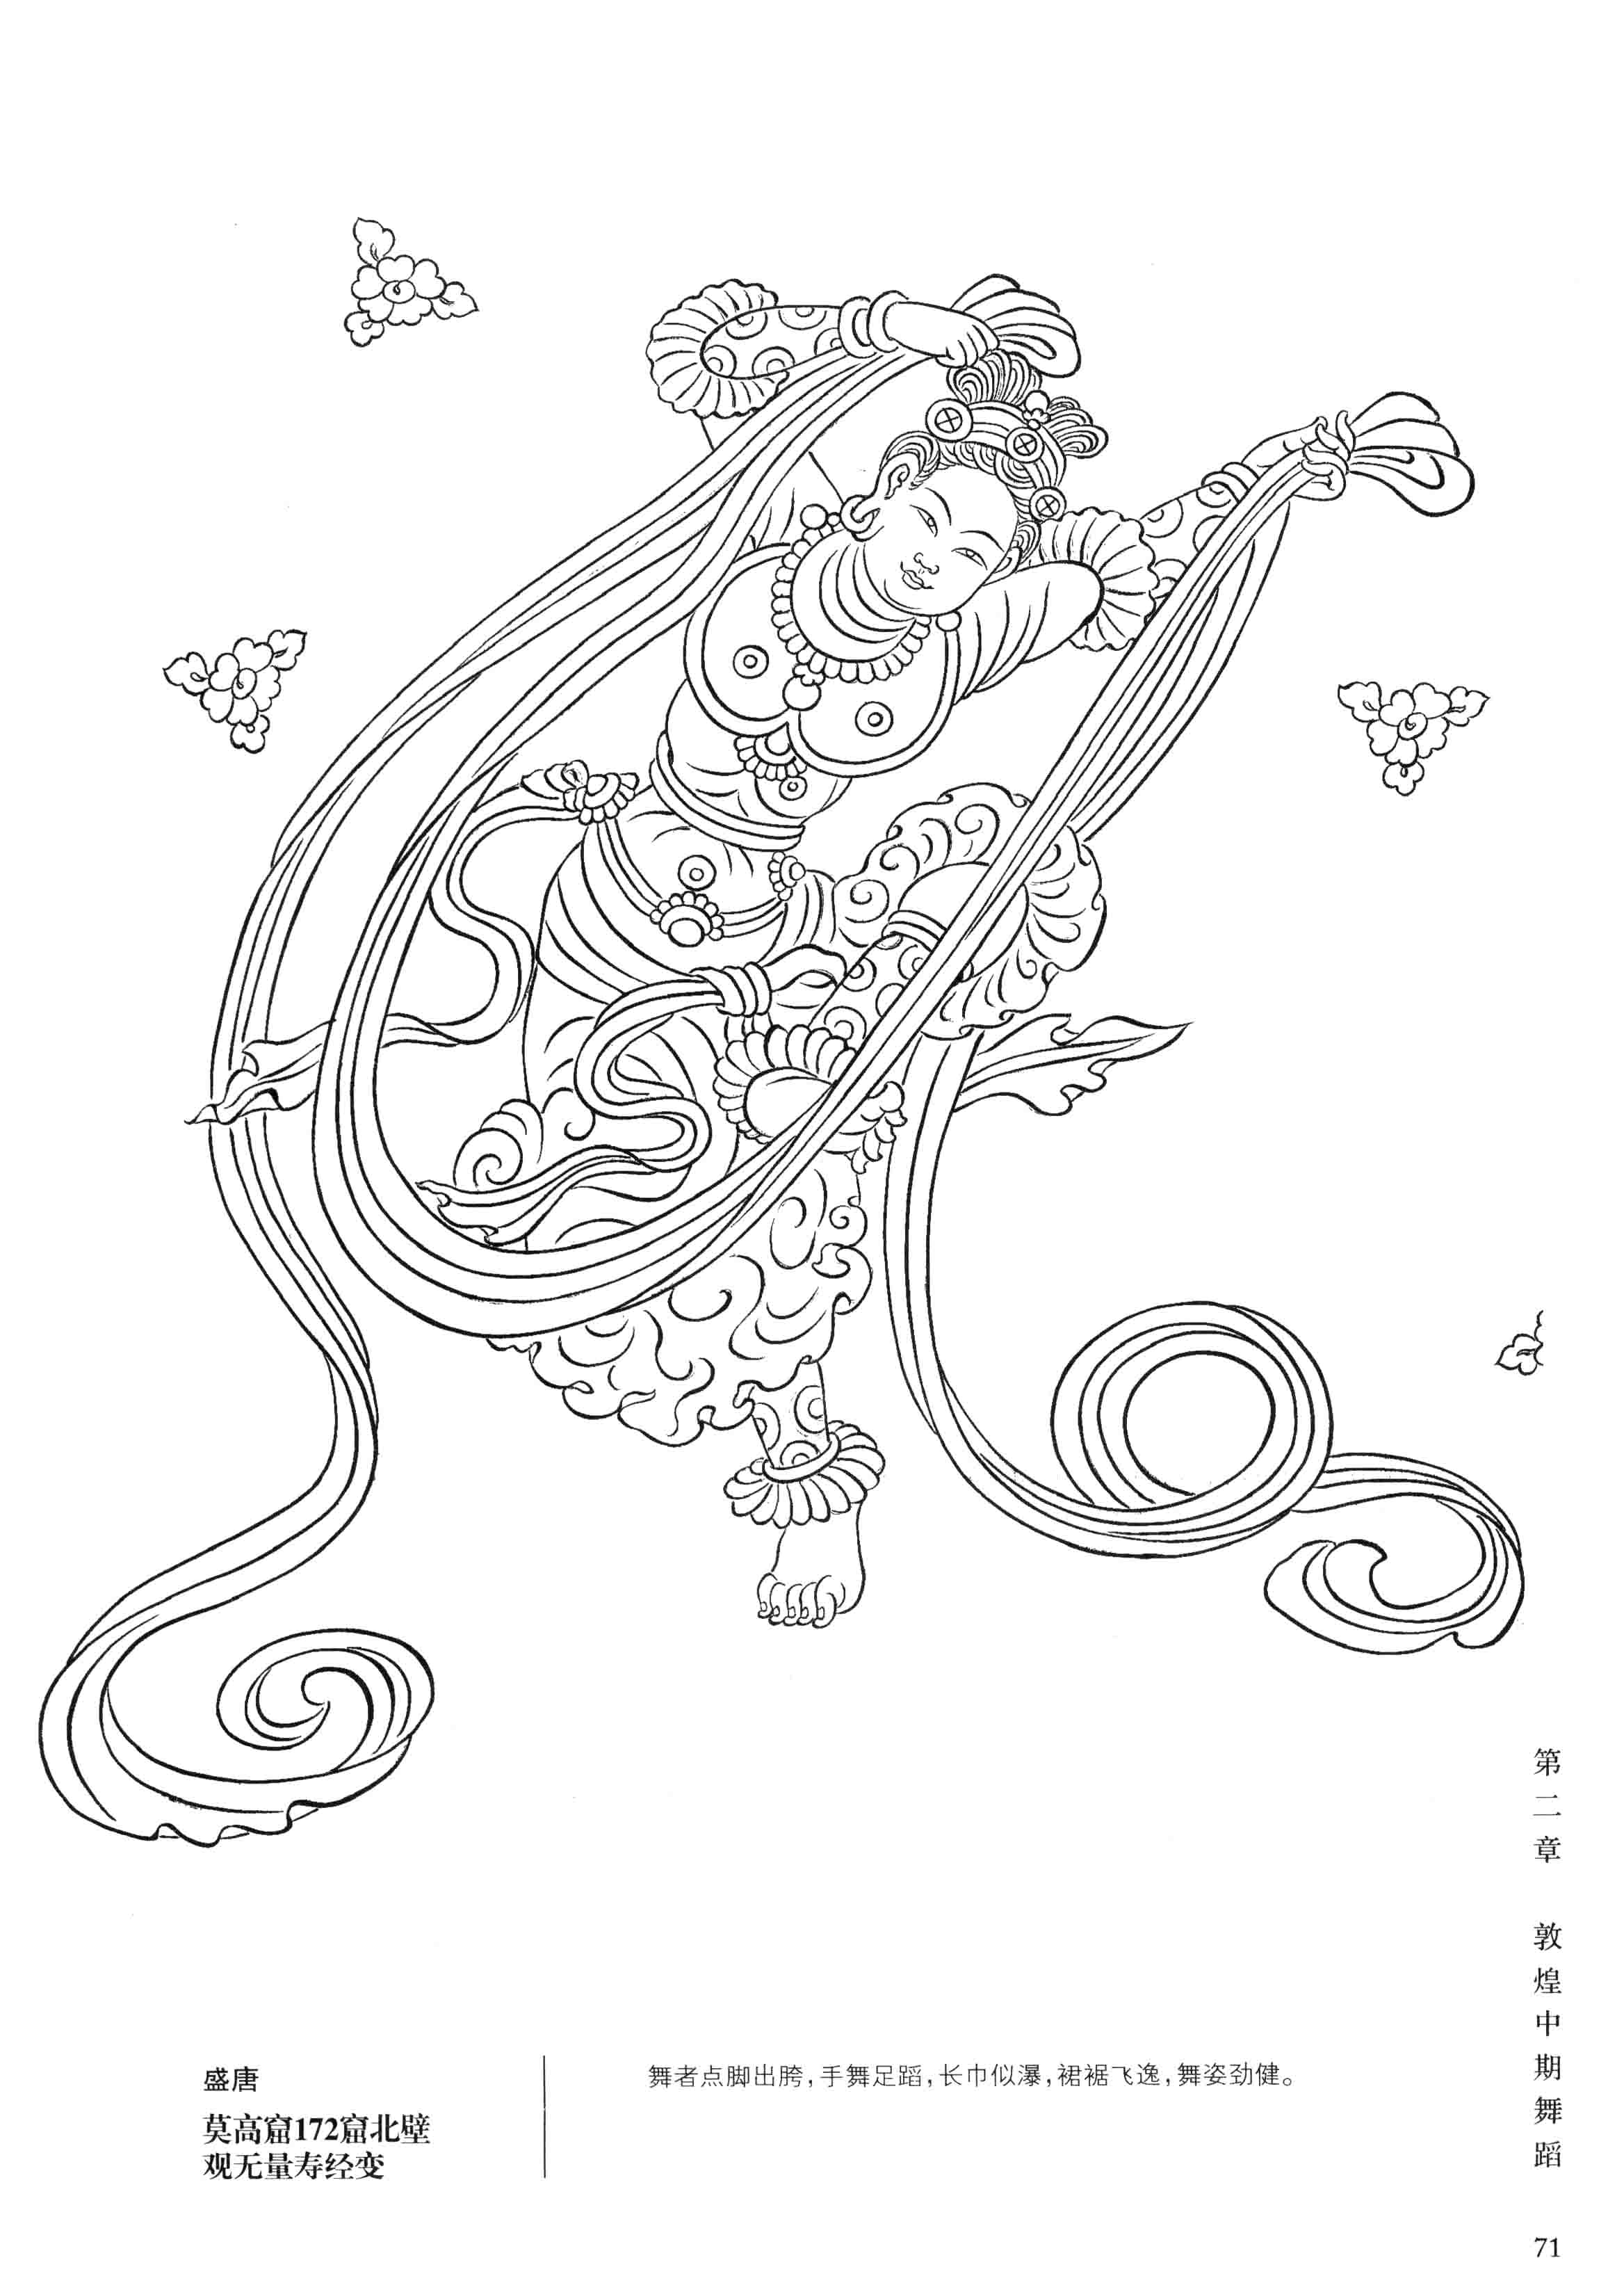 盛唐
莫高窟172窟北壁
观无量寿经变
舞者点脚出胯，手舞足蹈，长巾似瀑，裙裾飞逸，舞姿劲健。
第二章 敦煌中期舞蹈
71